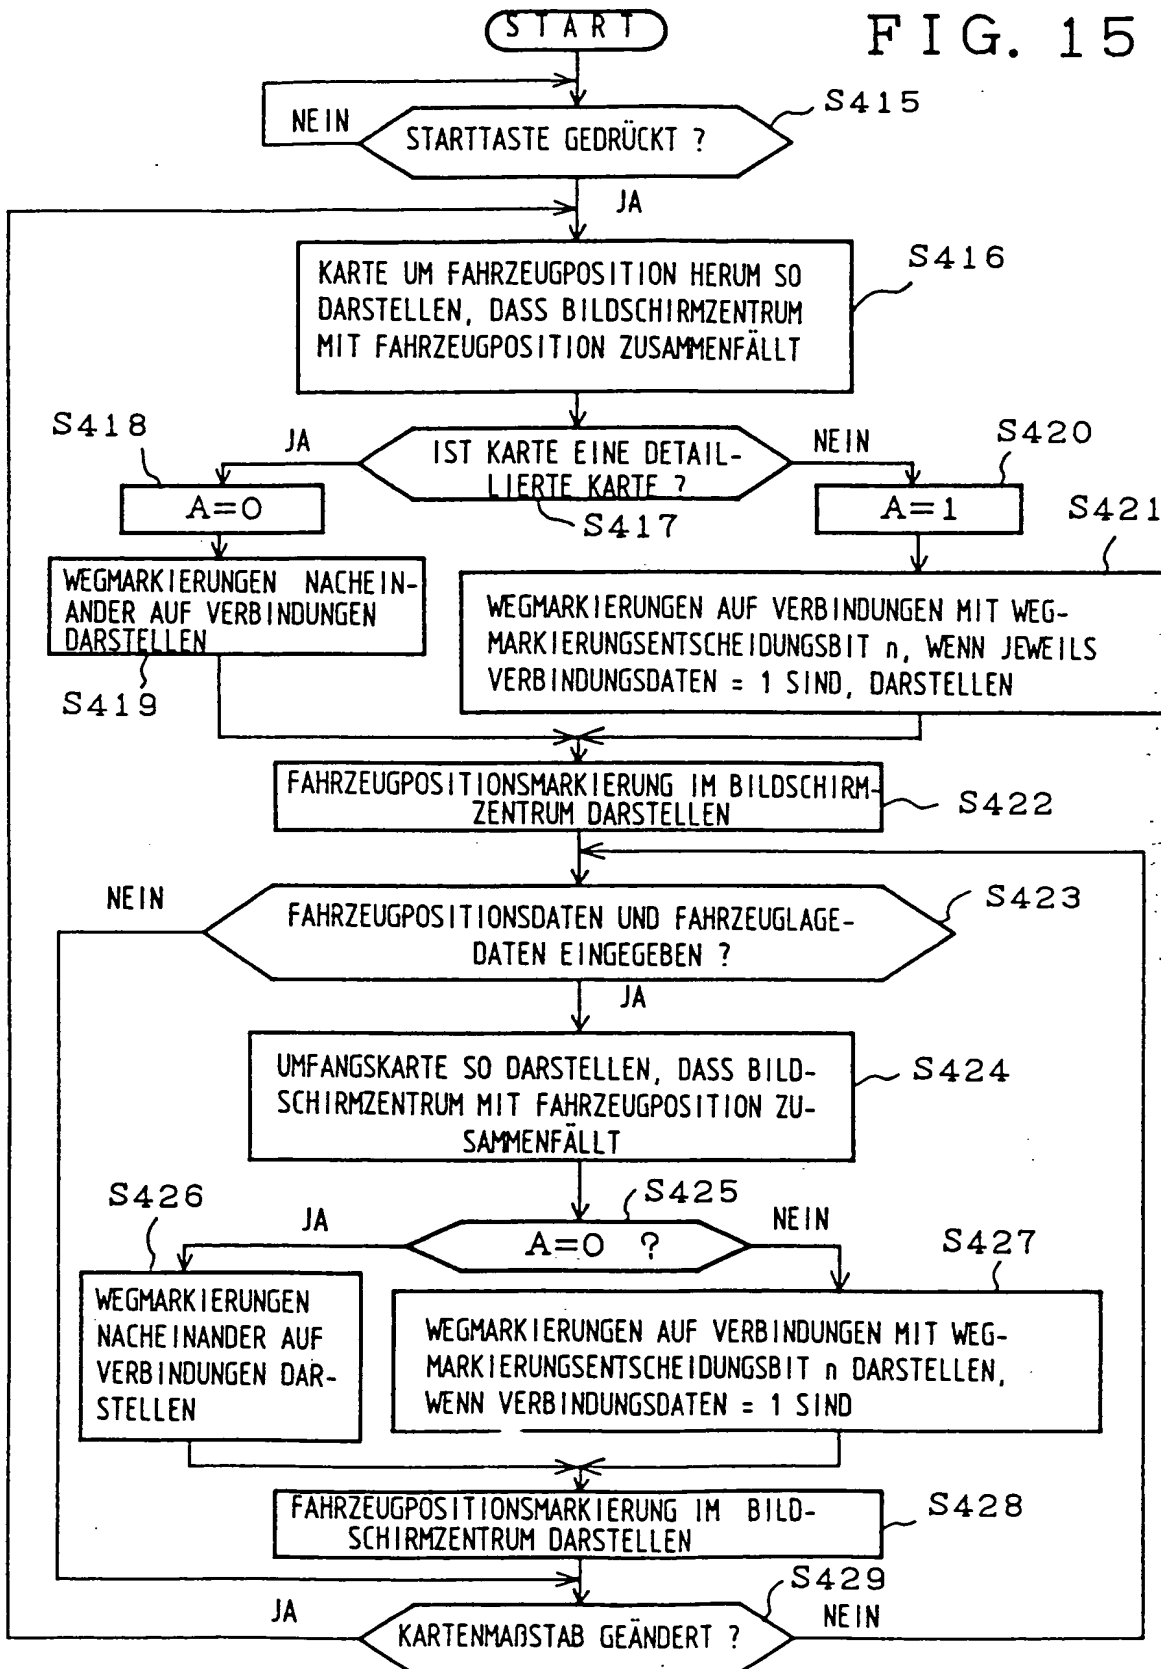 START
FIG. 15
S415
NEIN
STARTTASTE GEDRÜCKT ?
JA
S416
KARTE UM FAHRZEUGPOSITION HERUM SO
DARSTELLEN, DASS BILDSCHIRMZENTRUM
MIT FAHRZEUGPOSITION ZUSAMMENFÄLLT
S418
JA
IST KARTE EINE DETAIL-
LIERTE KARTE ?
NEIN
S420
A=0
S417
A=1
S421
WEGMARKIERUNGEN NACHEIN-
ANDER AUF VERBINDUNGEN
DARSTELLEN
S419
WEGMARKIERUNGEN AUF VERBINDUNGEN MIT WEG-
MARKIERUNGSENTSCHEIDUNGSBIT n, WENN JEWEILS
VERBINDUNGSDATEN = 1 SIND, DARSTELLEN
FAHRZEUGPOSITIONSMARKIERUNG IM BILDSCHIRM-
ZENTRUM DARSTELLEN
S422
NEIN
S423
FAHRZEUGPOSITIONSDATEN UND FAHRZEUGLAGE-
DATEN EINGEGEBEN ?
JA
UMFANGSKARTE SO DARSTELLEN, DASS BILD-
SCHIRMZENTRUM MIT FAHRZEUGPOSITION ZU-
SAMMENFÄLLT
S424
S426
JA
S425
A=0 ?
NEIN
S427
WEGMARKIERUNGEN
NACHEINANDER AUF
VERBINDUNGEN DAR-
STELLEN
WEGMARKIERUNGEN AUF VERBINDUNGEN MIT WEG-
MARKIERUNGSENTSCHEIDUNGSBIT n DARSTELLEN,
WENN VERBINDUNGSDATEN = 1 SIND
FAHRZEUGPOSITIONSMARKIERUNG IM BILD-
SCHIRMZENTRUM DARSTELLEN
S428
S429
JA
KARTENMAßSTAB GEÄNDERT ?
NEIN